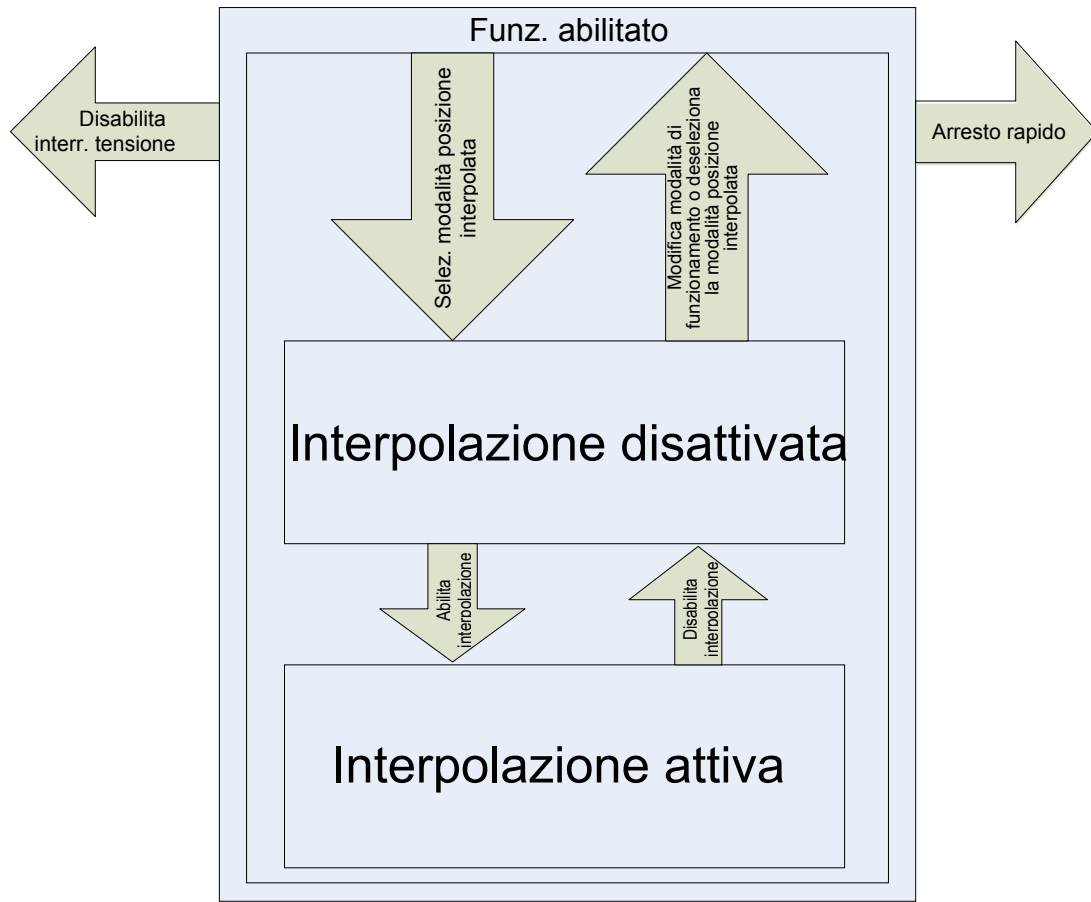 Funz. abilitato
Disabilita
interr. tensione
Selez. modalità posizione
interpolata
Modifica modalità di
funzionamento o deseleziona
la modalità posizione
interpolata
Arresto rapido
Interpolazione disattivata
Abilita
interpolazione
Disabilita
interpolazione
Interpolazione attiva